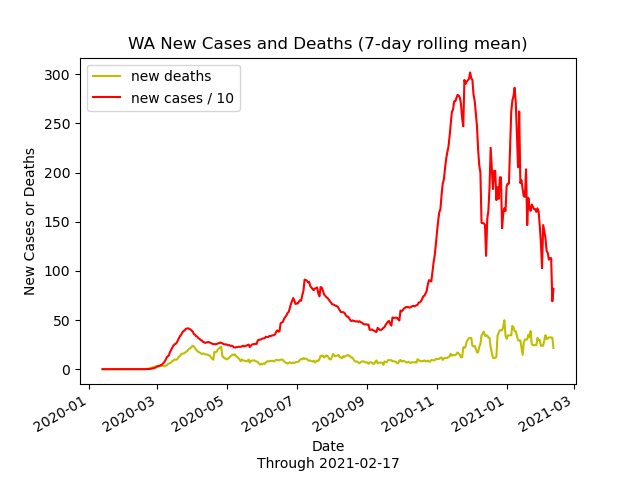 WA New Cases and Deaths (7-day rolling mean)
new deaths
new cases / 10
300
250
200
150
100
50
0
New Cases or Deaths
2020-01
2020-03
2020-05
2020-07
2020-09
2020-11
2021-01
2021-03
Date
Through 2021-02-17